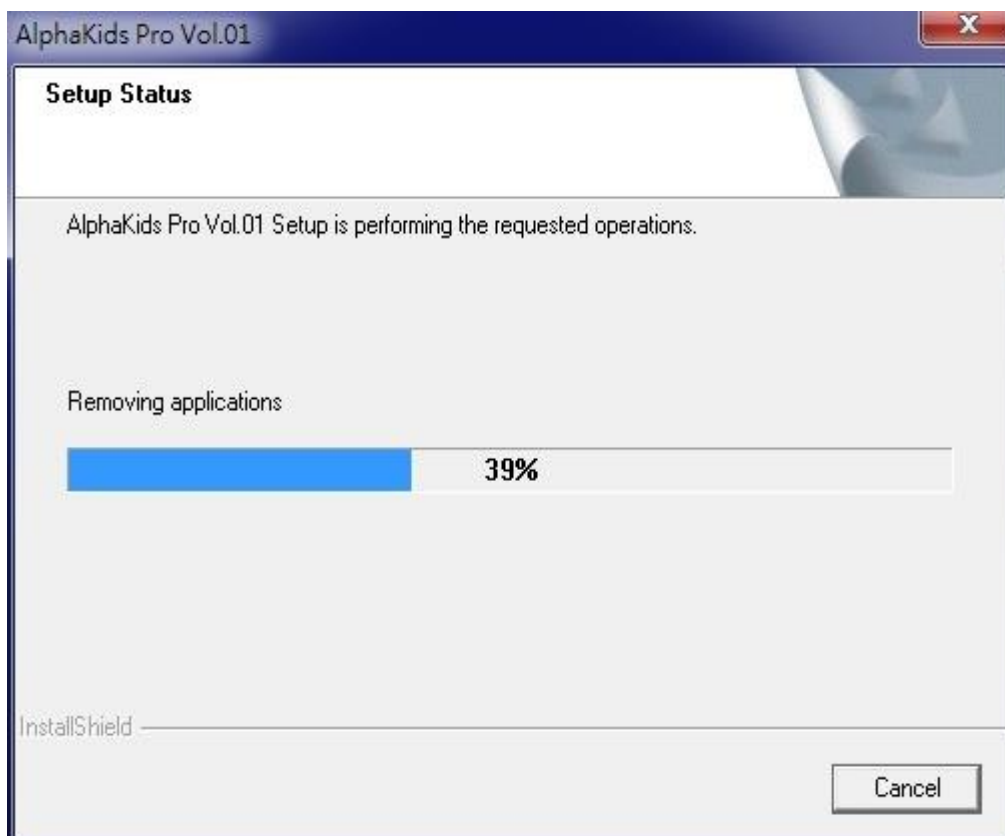 AlphaKids Pro Vol.01
Setup Status
AlphaKids Pro Vol.01 Setup is performing the requested operations.
Removing applications
39%
InstallShield
Cancel